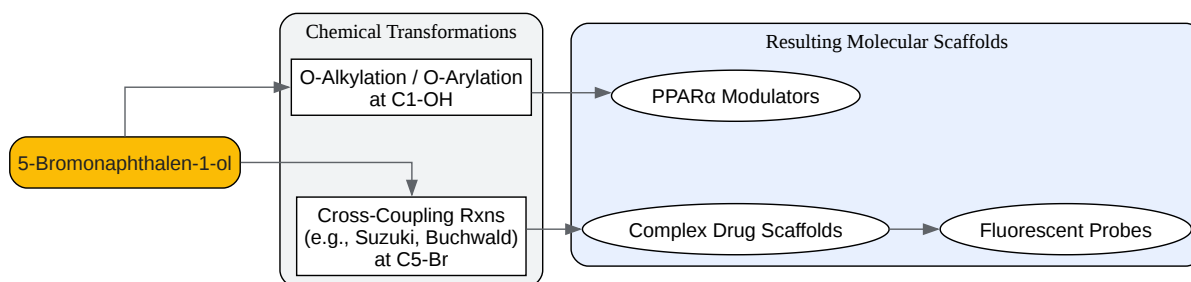 Chemical Transformations
Resulting Molecular Scaffolds
O-Alkylation / O-Arylation
at C1-OH
PPARα Modulators
5-Bromonaphthalen-1-ol
Cross-Coupling Rxns
(e.g., Suzuki, Buchwald)
at C5-Br
Complex Drug Scaffolds
Fluorescent Probes